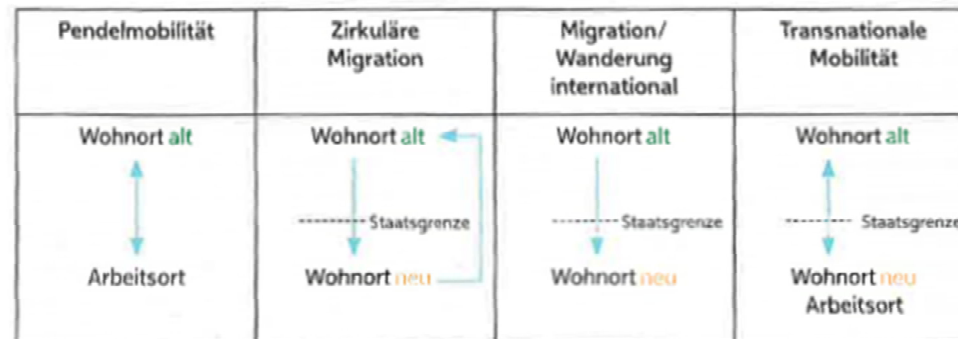 Pendelmobilität
Zirkuläre
Migration
Migration/
Wanderung
international
Transnationale
Mobilität
Wohnort alt
Arbeitsort
Wohnort alt
Staatsgrenze
Wohnort neu
Wohnort alt
Staatsgrenze
Wohnort neu
Wohnort alt
Staatsgrenze
Wohnort neu
Arbeitsort